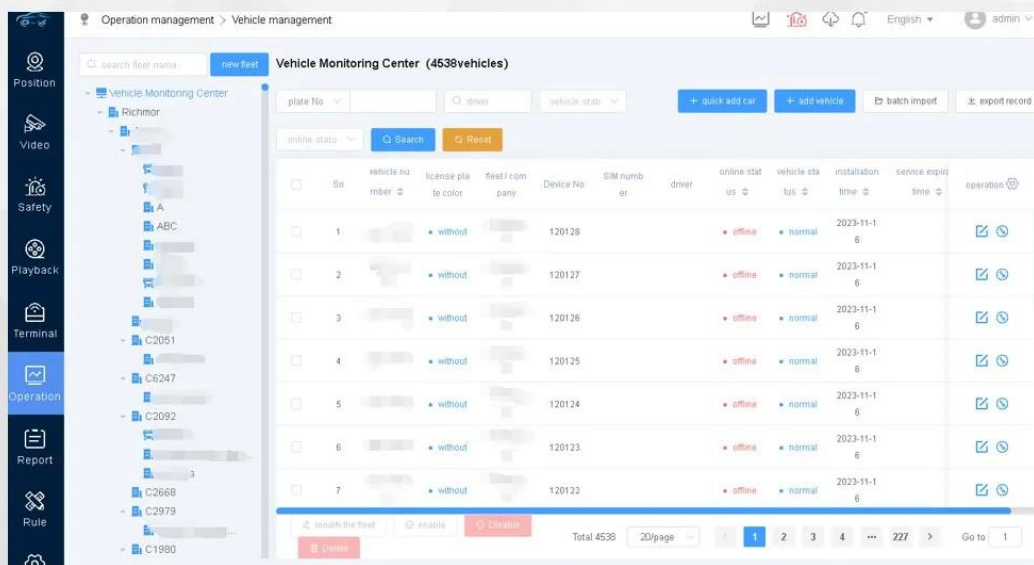 Operation management > Vehicle management
English
admin
Position
Video
Safety
Playback
Terminal
Operation
Report
Rule
search fleet name
new fleet
Vehicle Monitoring Center
Richmor
A
ABC
C2051
C6247
C2092
C2668
C2979
C1980
Vehicle Monitoring Center (4538vehicles)
plate No
driver
vehicle stat
+ quick add car
+ add vehicle
batch import
export record
online statu
Search
Reset
Sn
vehicle nu
mber
license pla
te color
fleet / com
pany
Device No
SIM numb
er
driver
online stat
us
vehicle sta
tus
installation
time
service expira
time
operation
1 without 120128 offline normal 2023-11-1
6
2 without 120127 offline normal 2023-11-1
6
3 without 120126 offline normal 2023-11-1
6
4 without 120125 offline normal 2023-11-1
6
5 without 120124 offline normal 2023-11-1
6
6 without 120123 offline normal 2023-11-1
6
7 without 120122 offline normal 2023-11-1
6
modify the fleet
enable
Disable
Delete
Total 4538
20/page
1 2 3 4 ... 227
Go to 1